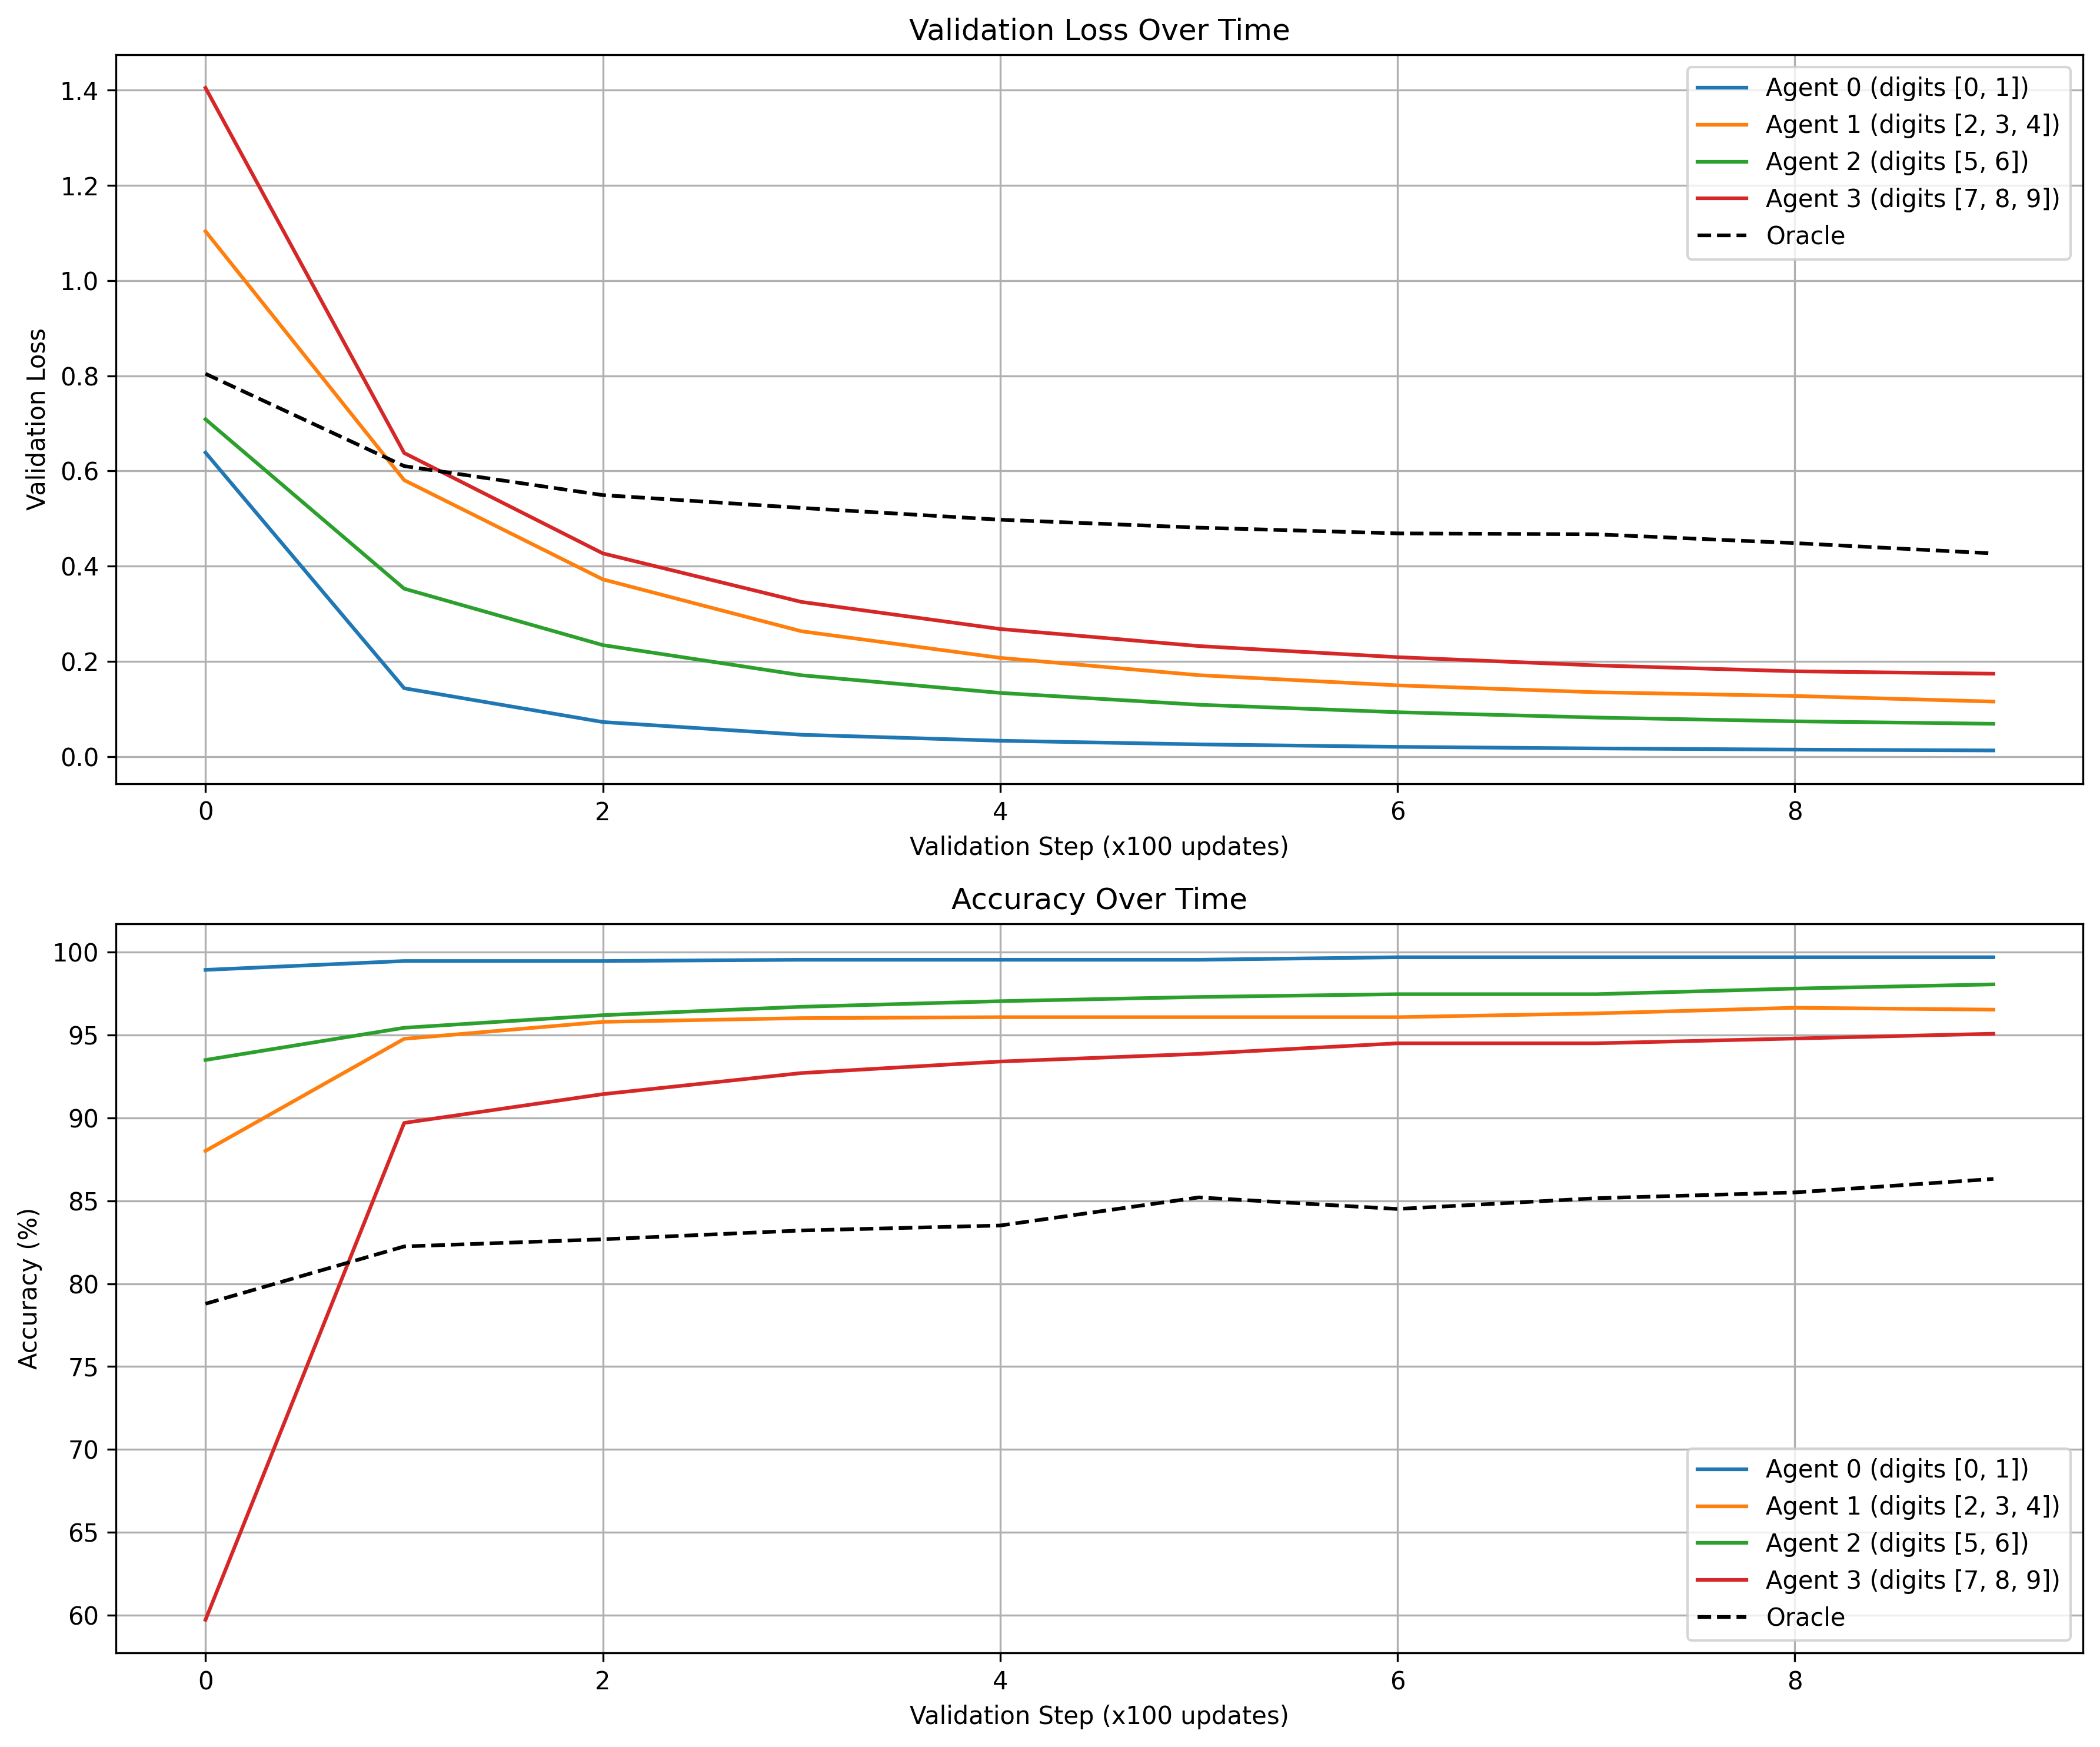 Validation Loss Over Time
1.4
1.2
1.0
0.8
0.6
0.4
0.2
0.0
Validation Loss
Agent 0 (digits [0, 1])
Agent 1 (digits [2, 3, 4])
Agent 2 (digits [5, 6])
Agent 3 (digits [7, 8, 9])
Oracle
0 2 4 6 8
Validation Step (x100 updates)
Accuracy Over Time
100
95
90
85
80
75
70
65
60
Accuracy (%)
Agent 0 (digits [0, 1])
Agent 1 (digits [2, 3, 4])
Agent 2 (digits [5, 6])
Agent 3 (digits [7, 8, 9])
Oracle
0 2 4 6 8
Validation Step (x100 updates)